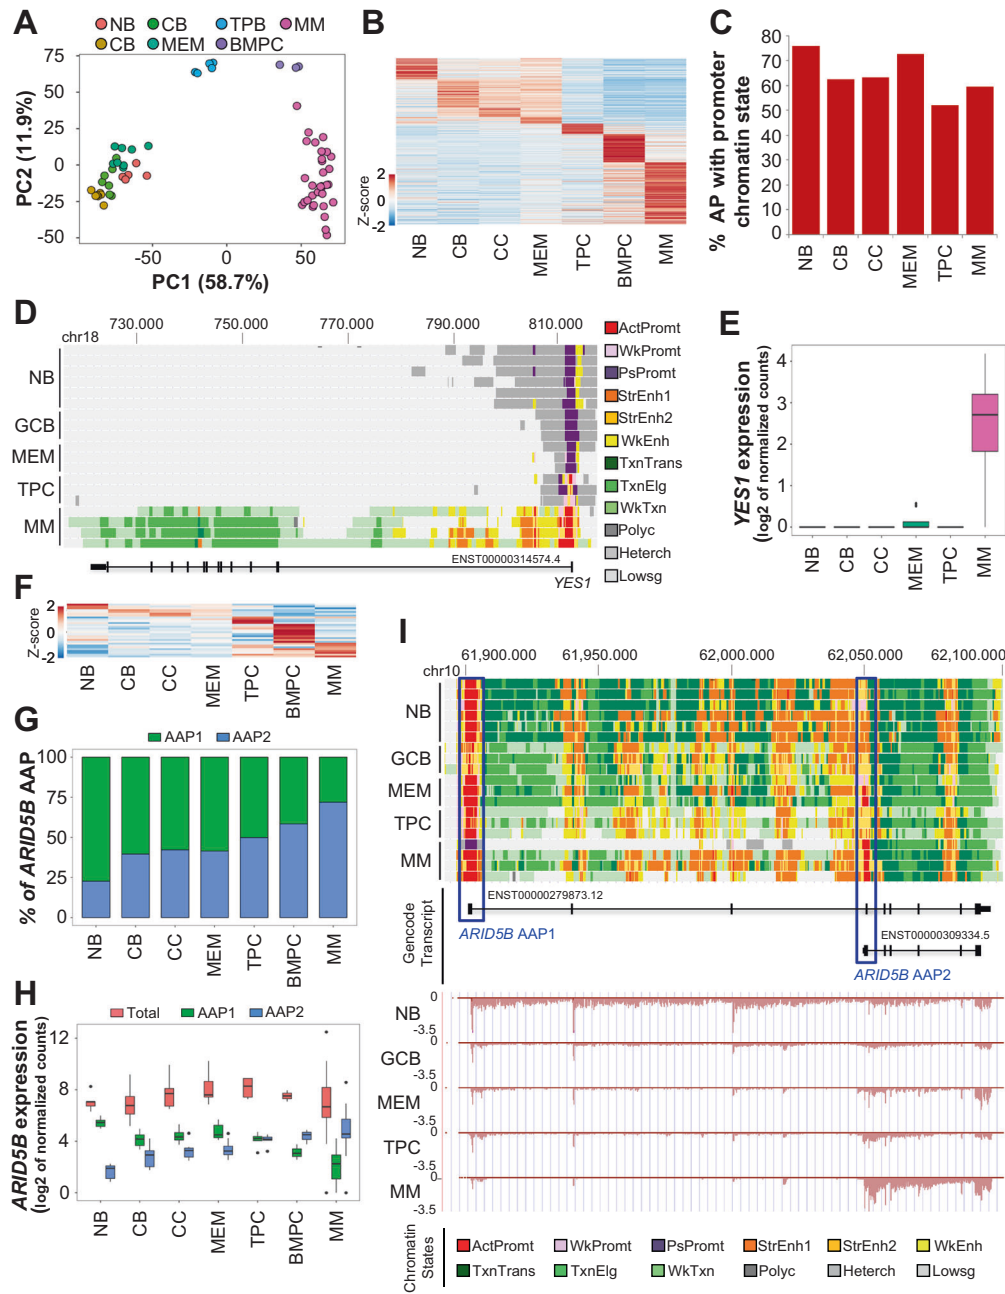 A
NB CB TPB MM
CB MEM BMPC
PC2 (11.9%)
75
50
25
0
-25
-50
-50 0 50
PC1 (58.7%)
B
Z-score
2
0
-2
NB CB CC MEM TPC BMPC MM
C
% AP with promoter
chromatin state
80
70
60
50
40
30
20
10
0
NB CB CC MEM TPC MM
D
chr18
730.000 750.000 770.000 790.000 810.000
NB
GCB
MEM
TPC
MM
ENST00000314574.4
YES1
ActPromt
WkPromt
PsPromt
StrEnh1
StrEnh2
WkEnh
TxnTrans
TxnElg
WkTxn
Polyc
Heterch
Lowsg
E
YES1 expression
(log2 of normalized counts)
4
3
2
1
0
NB CB CC MEM TPC MM
F
Z-score
2
0
-2
NB CB CC MEM TPC BMPC MM
G
AAP1 AAP2
% of ARID5B AAP
100
75
50
25
0
NB CB CC MEM TPC BMPC MM
H
Total AAP1 AAP2
ARID5B expression
(log2 of normalized counts)
12
8
4
0
NB CB CC MEM TPC BMPC MM
I
chr10
61,900.000 61,950.000 62,000.000 62,050.000 62,100.000
NB
GCB
MEM
TPC
MM
Gencode
Transcript
ENST00000279873.12
ARID5B AAP1
ENST00000309334.5
ARID5B AAP2
0
NB
-3.5
0
GCB
-3.5
0
MEM
-3.5
0
TPC
-3.5
0
MM
-3.5
Chromatin
States
ActPromt WkPromt PsPromt StrEnh1 StrEnh2 WkEnh
TxnTrans TxnElg WkTxn Polyc Heterch Lowsg